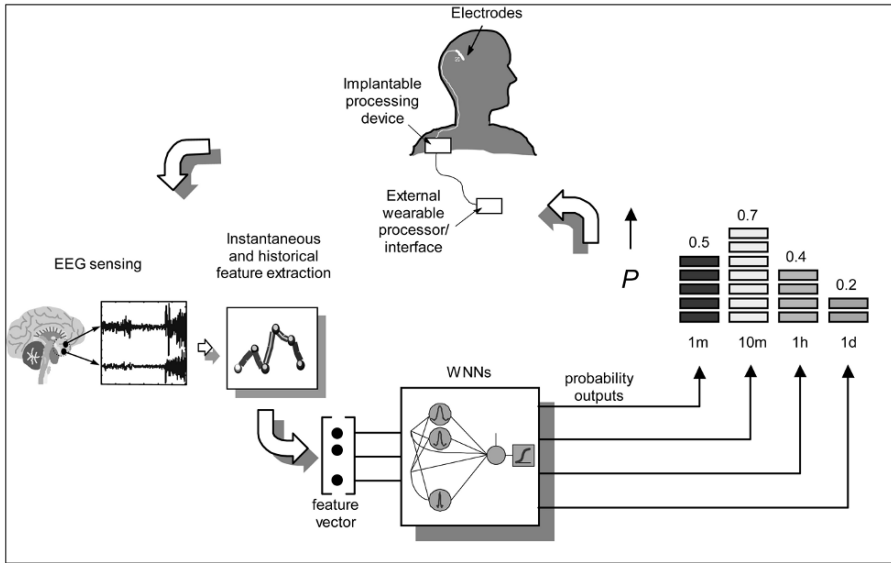 Electrodes
Implantable
processing
device
External
wearable
processor/
interface
EEG sensing
Instantaneous
and historical
feature extraction
feature
vector
WNNs
probability
outputs
P
0.5
0.7
0.4
0.2
1m
10m
1h
1d